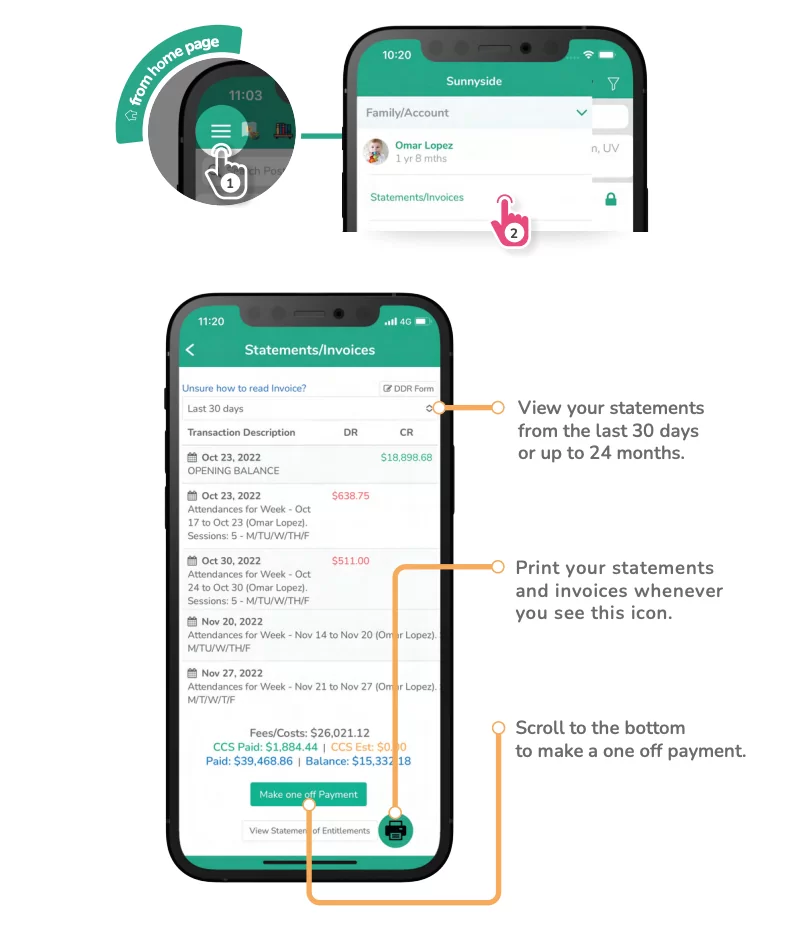 from home page
11:03
ch Pos
1
10:20
Sunnyside
Family/Account
Omar Lopez
1 yr 8 mths
n, UV
Statements/Invoices
2
11:20
4G
Statements/Invoices
Unsure how to read Invoice?
DDR Form
Last 30 days
Transaction Description DR CR
Oct 23, 2022 $18,898.68
OPENING BALANCE
Oct 23, 2022 $638.75
Attendances for Week - Oct
17 to Oct 23 (Omar Lopez).
Sessions: 5 - M/TU/W/TH/F
Oct 30, 2022 $511.00
Attendances for Week - Oct
24 to Oct 30 (Omar Lopez).
Sessions: 5 - M/TU/W/TH/F
Nov 20, 2022
Attendances for Week - Nov 14 to Nov 20 (Omar Lopez).
M/TU/W/TH/F
Nov 27, 2022
Attendances for Week - Nov 21 to Nov 27 (Omar Lopez).
M/T/W/T/F
Fees/Costs: $26,021.12
CCS Paid: $1,884.44 | CCS Est: $0.00
Paid: $39,468.86 | Balance: $15,332.18
Make one off Payment
View Statement of Entitlements
View your statements
from the last 30 days
or up to 24 months.
Print your statements
and invoices whenever
you see this icon.
Scroll to the bottom
to make a one off payment.